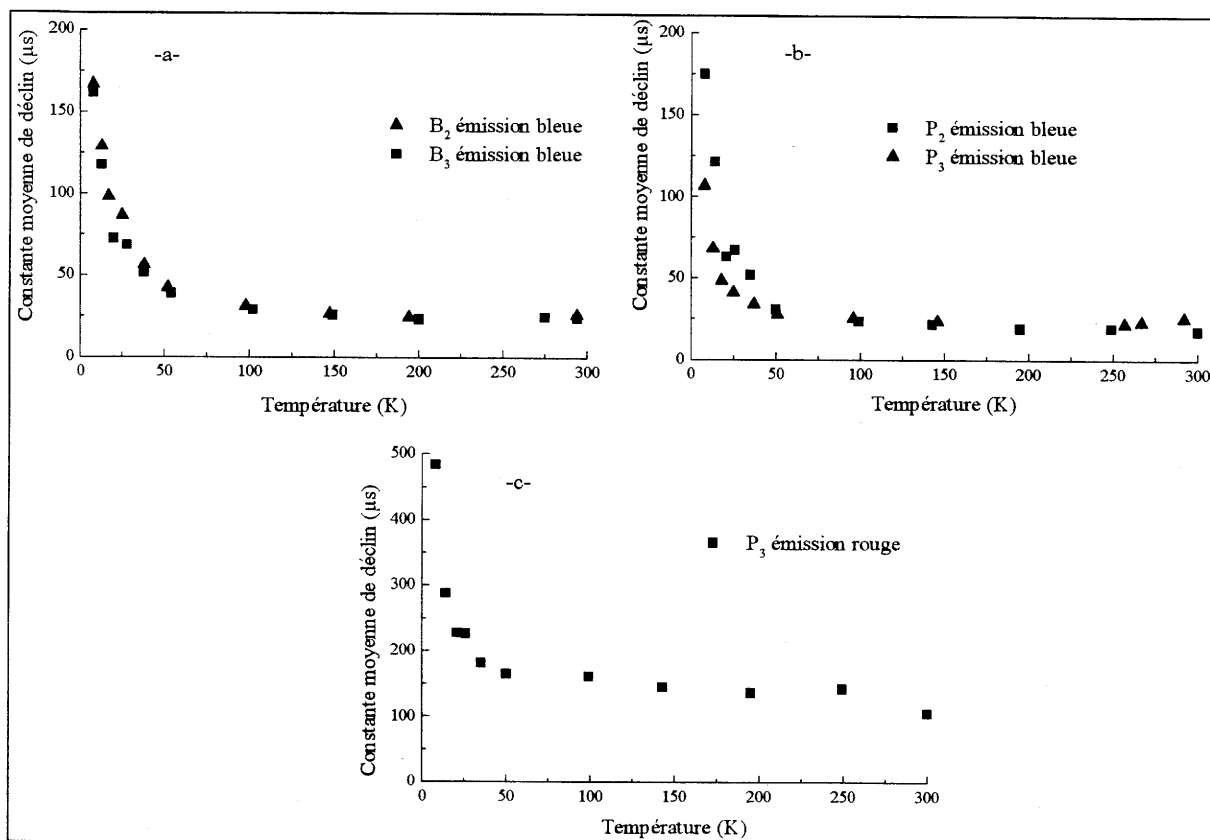 -a-
Constante moyenne de déclin (µs)
200
150
100
50
0
▲ B₂ émission bleue
■ B₃ émission bleue
0 50 100 150 200 250 300
Température (K)
-b-
Constante moyenne de déclin (µs)
200
150
100
50
0
■ P₂ émission bleue
▲ P₃ émission bleue
0 50 100 150 200 250 300
Température (K)
-c-
Constante moyenne de déclin (µs)
500
400
300
200
100
0
■ P₃ émission rouge
0 50 100 150 200 250 300
Température (K)